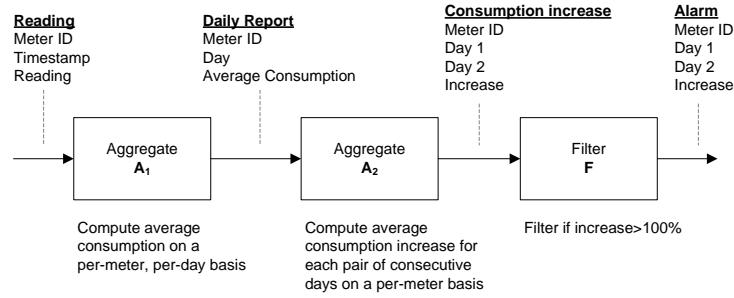 Reading
Meter ID
Timestamp
Reading
Daily Report
Meter ID
Day
Average Consumption
Consumption increase
Meter ID
Day 1
Day 2
Increase
Alarm
Meter ID
Day 1
Day 2
Increase
Aggregate
A₁
Aggregate
A₂
Filter
F
Compute average
consumption on a
per-meter, per-day basis
Compute average
consumption increase for
each pair of consecutive
days on a per-meter basis
Filter if increase>100%